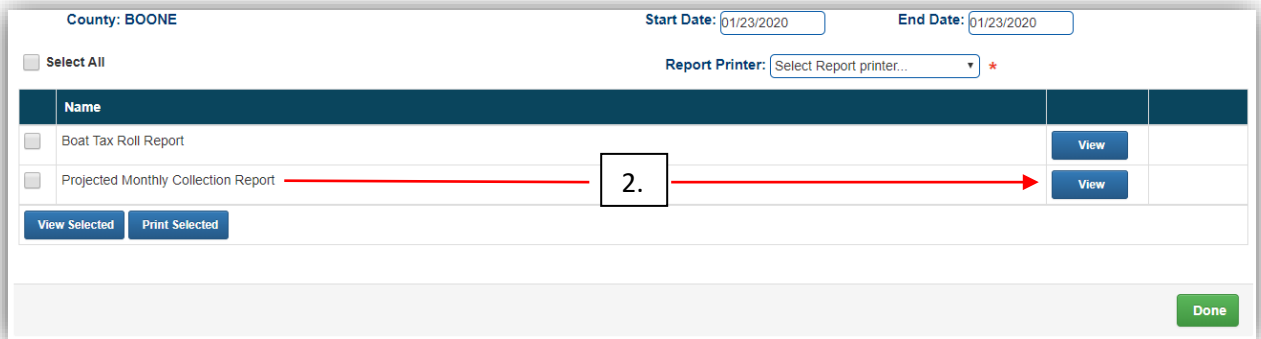 County: BOONE Start Date: 01/23/2020 End Date: 01/23/2020
Select All Report Printer: Select Report printer... *
Name
Boat Tax Roll Report View
Projected Monthly Collection Report 2. View
View Selected Print Selected
Done